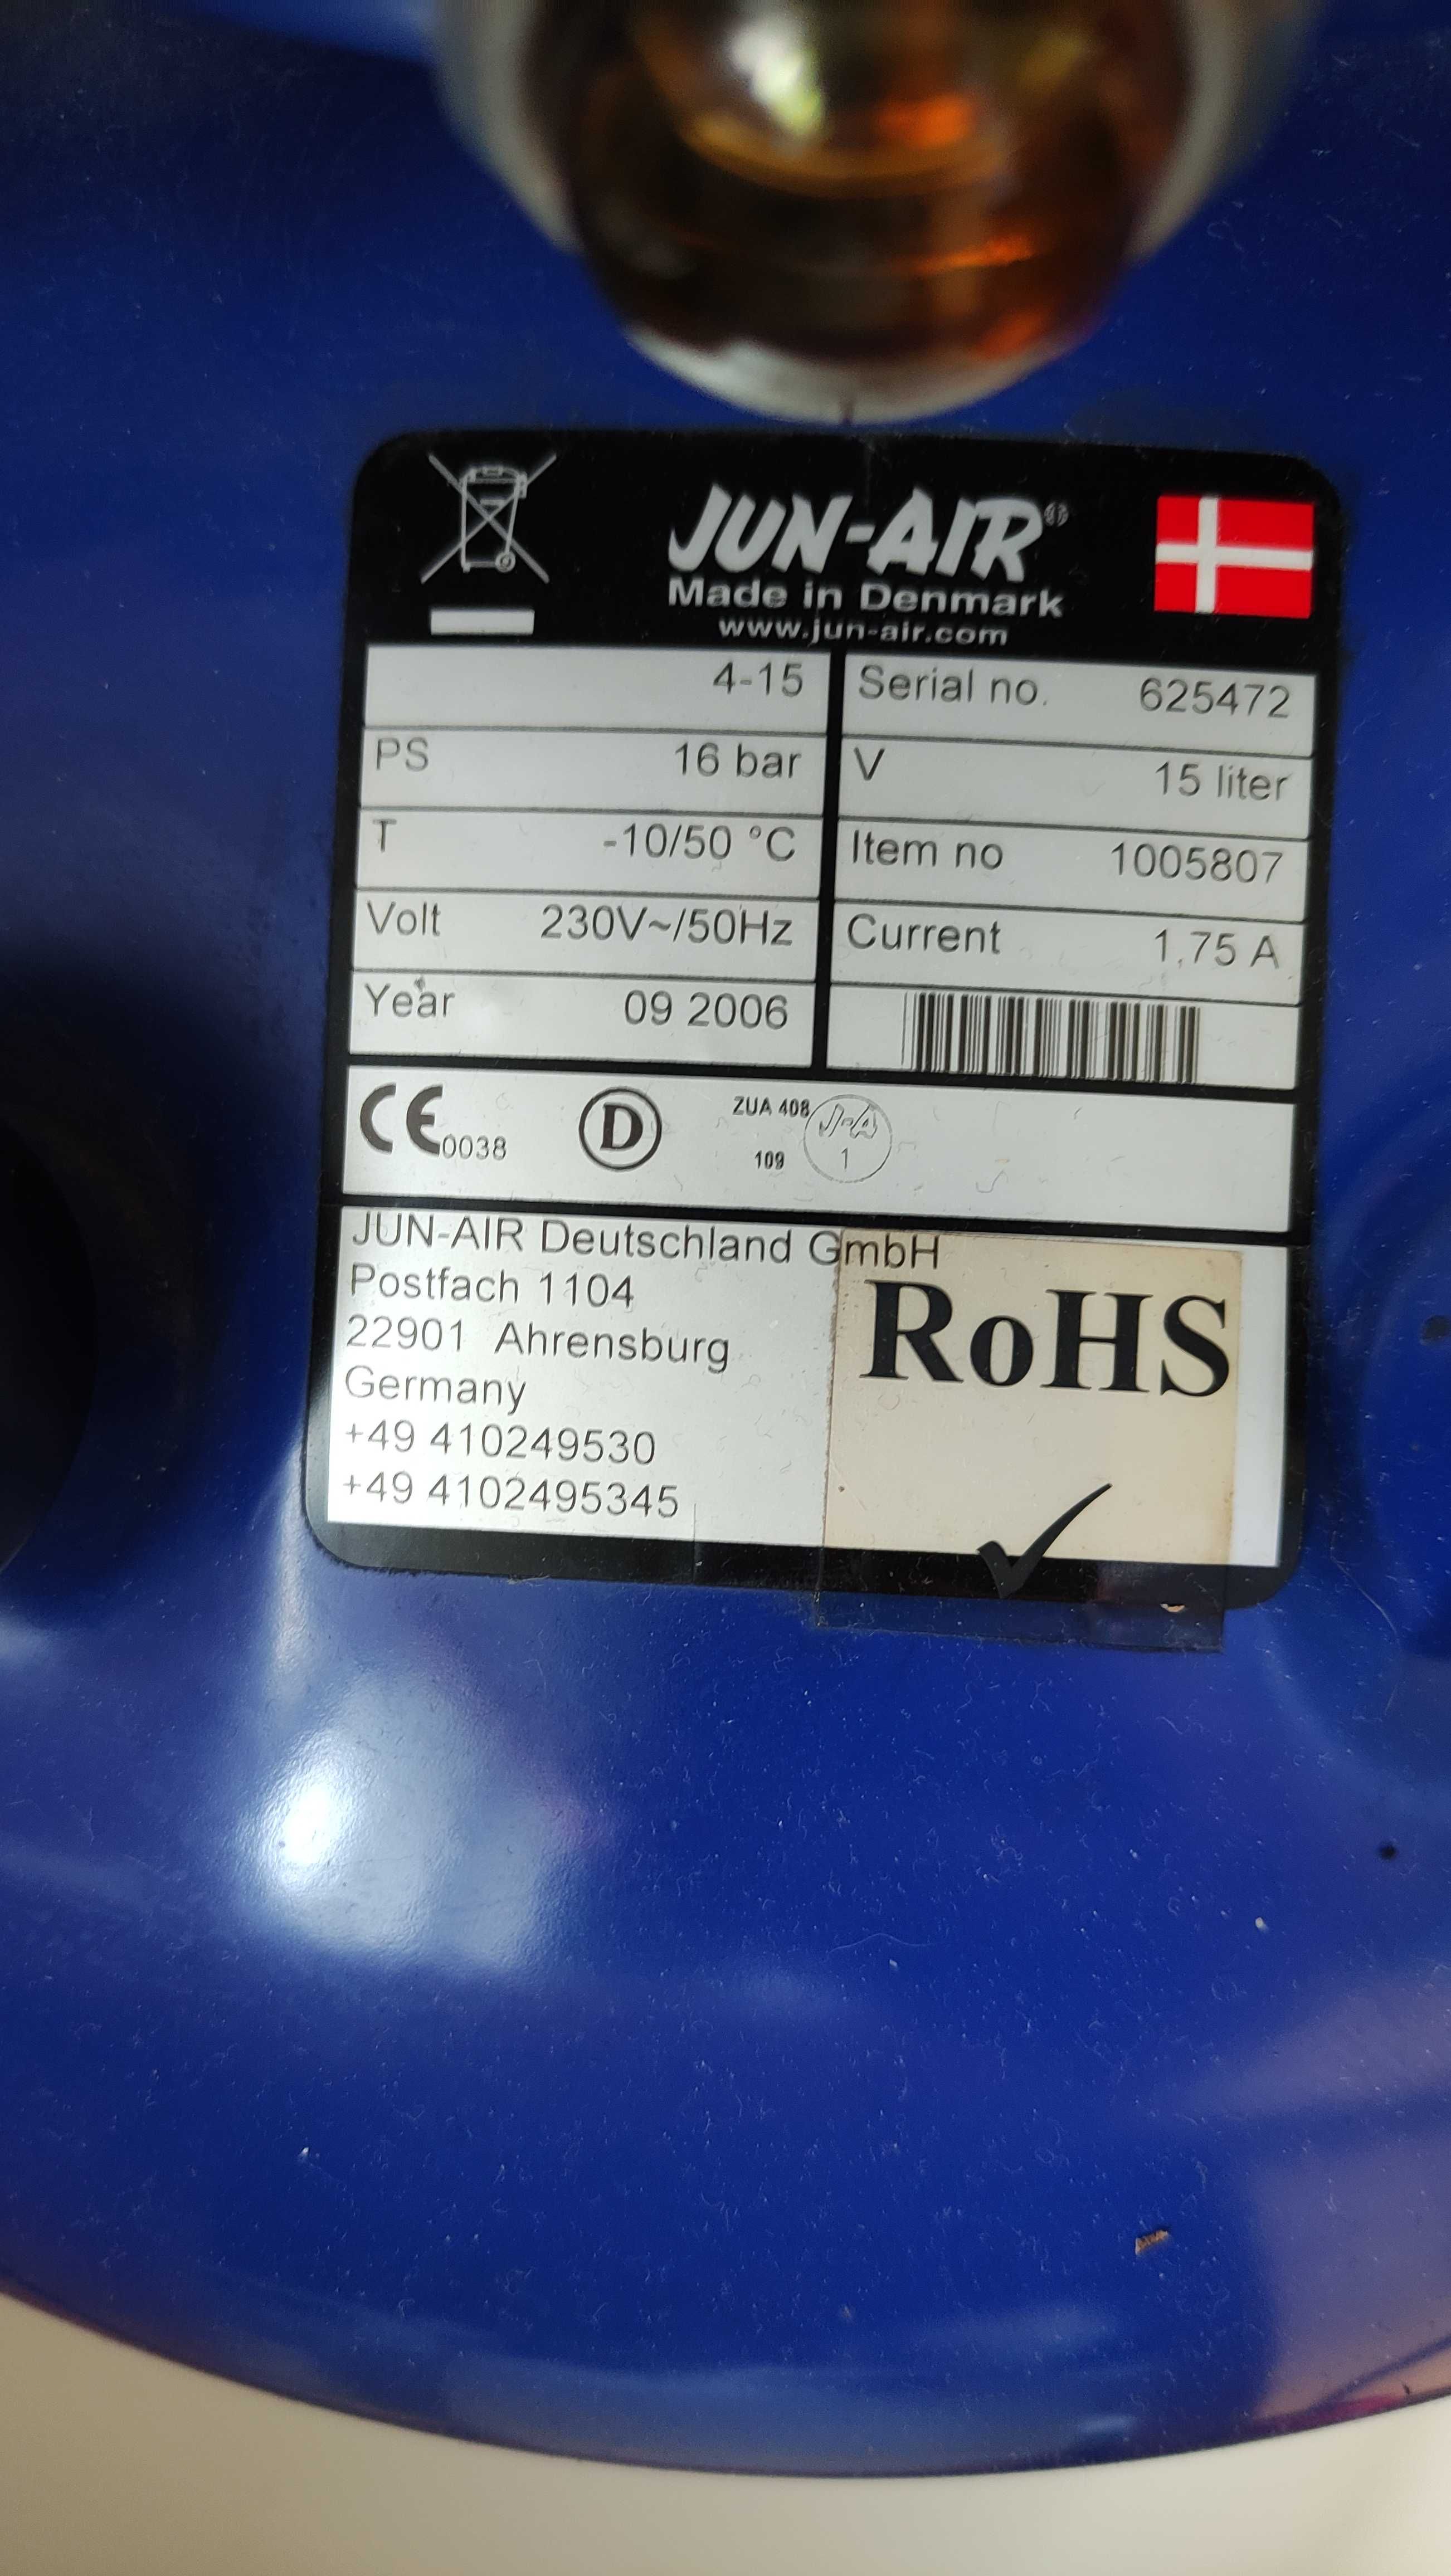 JUN-AIR®
Made in Denmark
www.jun-air.com
4-15
Serial no. 625472
PS 16 bar
V 15 liter
T -10/50 °C
Item no 1005807
Volt 230V~/50Hz
Current 1,75 A
Year 09 2006
CE 0038
D
ZUA 408
109
J-A
1
JUN-AIR Deutschland GmbH
Postfach 1104
22901 Ahrensburg
Germany
+49 410249530
+49 4102495345
RoHS